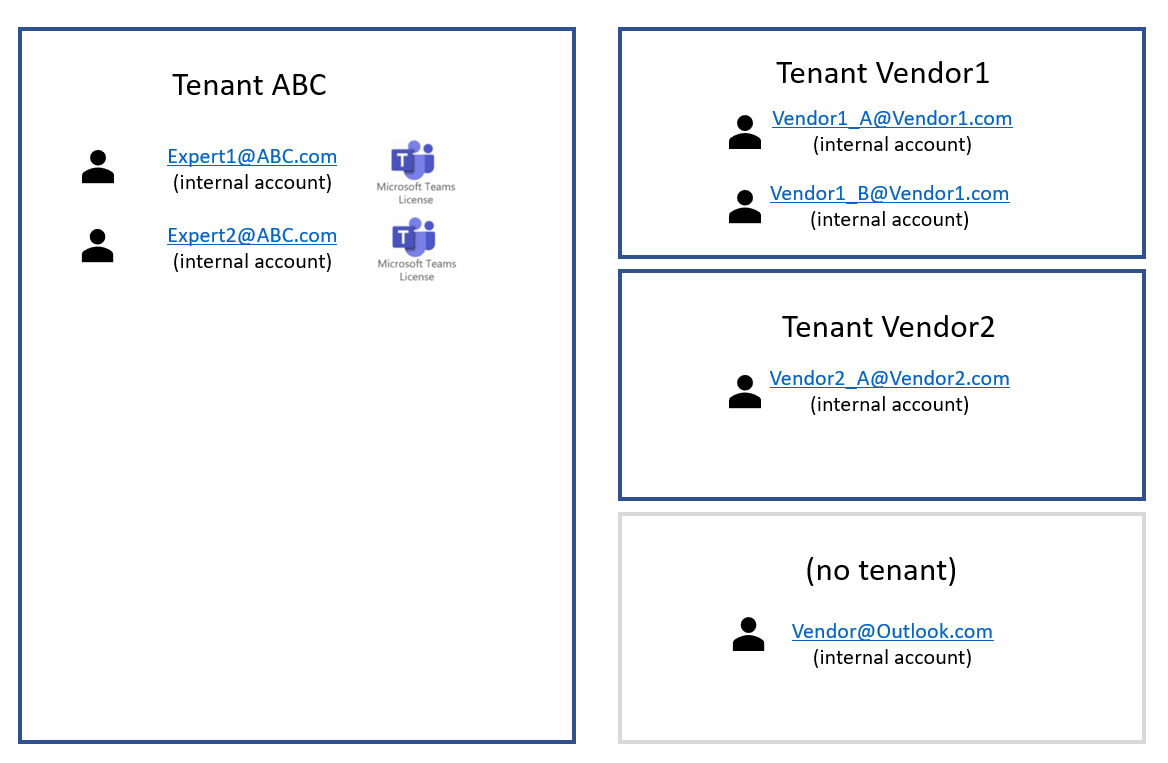 Tenant ABC
Expert1@ABC.com
(internal account)
T
Microsoft Teams
License
Expert2@ABC.com
(internal account)
T
Microsoft Teams
License
Tenant Vendor1
Vendor1_A@Vendor1.com
(internal account)
Vendor1_B@Vendor1.com
(internal account)
Tenant Vendor2
Vendor2_A@Vendor2.com
(internal account)
(no tenant)
Vendor@Outlook.com
(internal account)